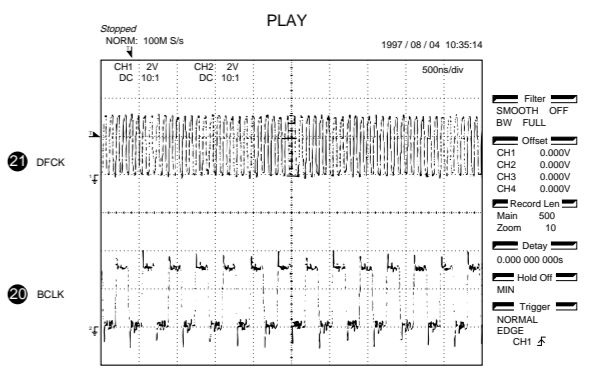 PLAY
Stopped
NORM: 100M S/s
1997 / 08 / 04 10:35:14
CH1 2V CH2 2V 500ns/div
DC 10:1 DC 10:1
21 DFCK
20 BCLK
Filter
SMOOTH OFF
BW FULL
Offset
CH1 0.000V
CH2 0.000V
CH3 0.000V
CH4 0.000V
Record Len
Main 500
Zoom 10
Detay
0.000 000 000s
Hold Off
MIN
Trigger
NORMAL
EDGE
CH1